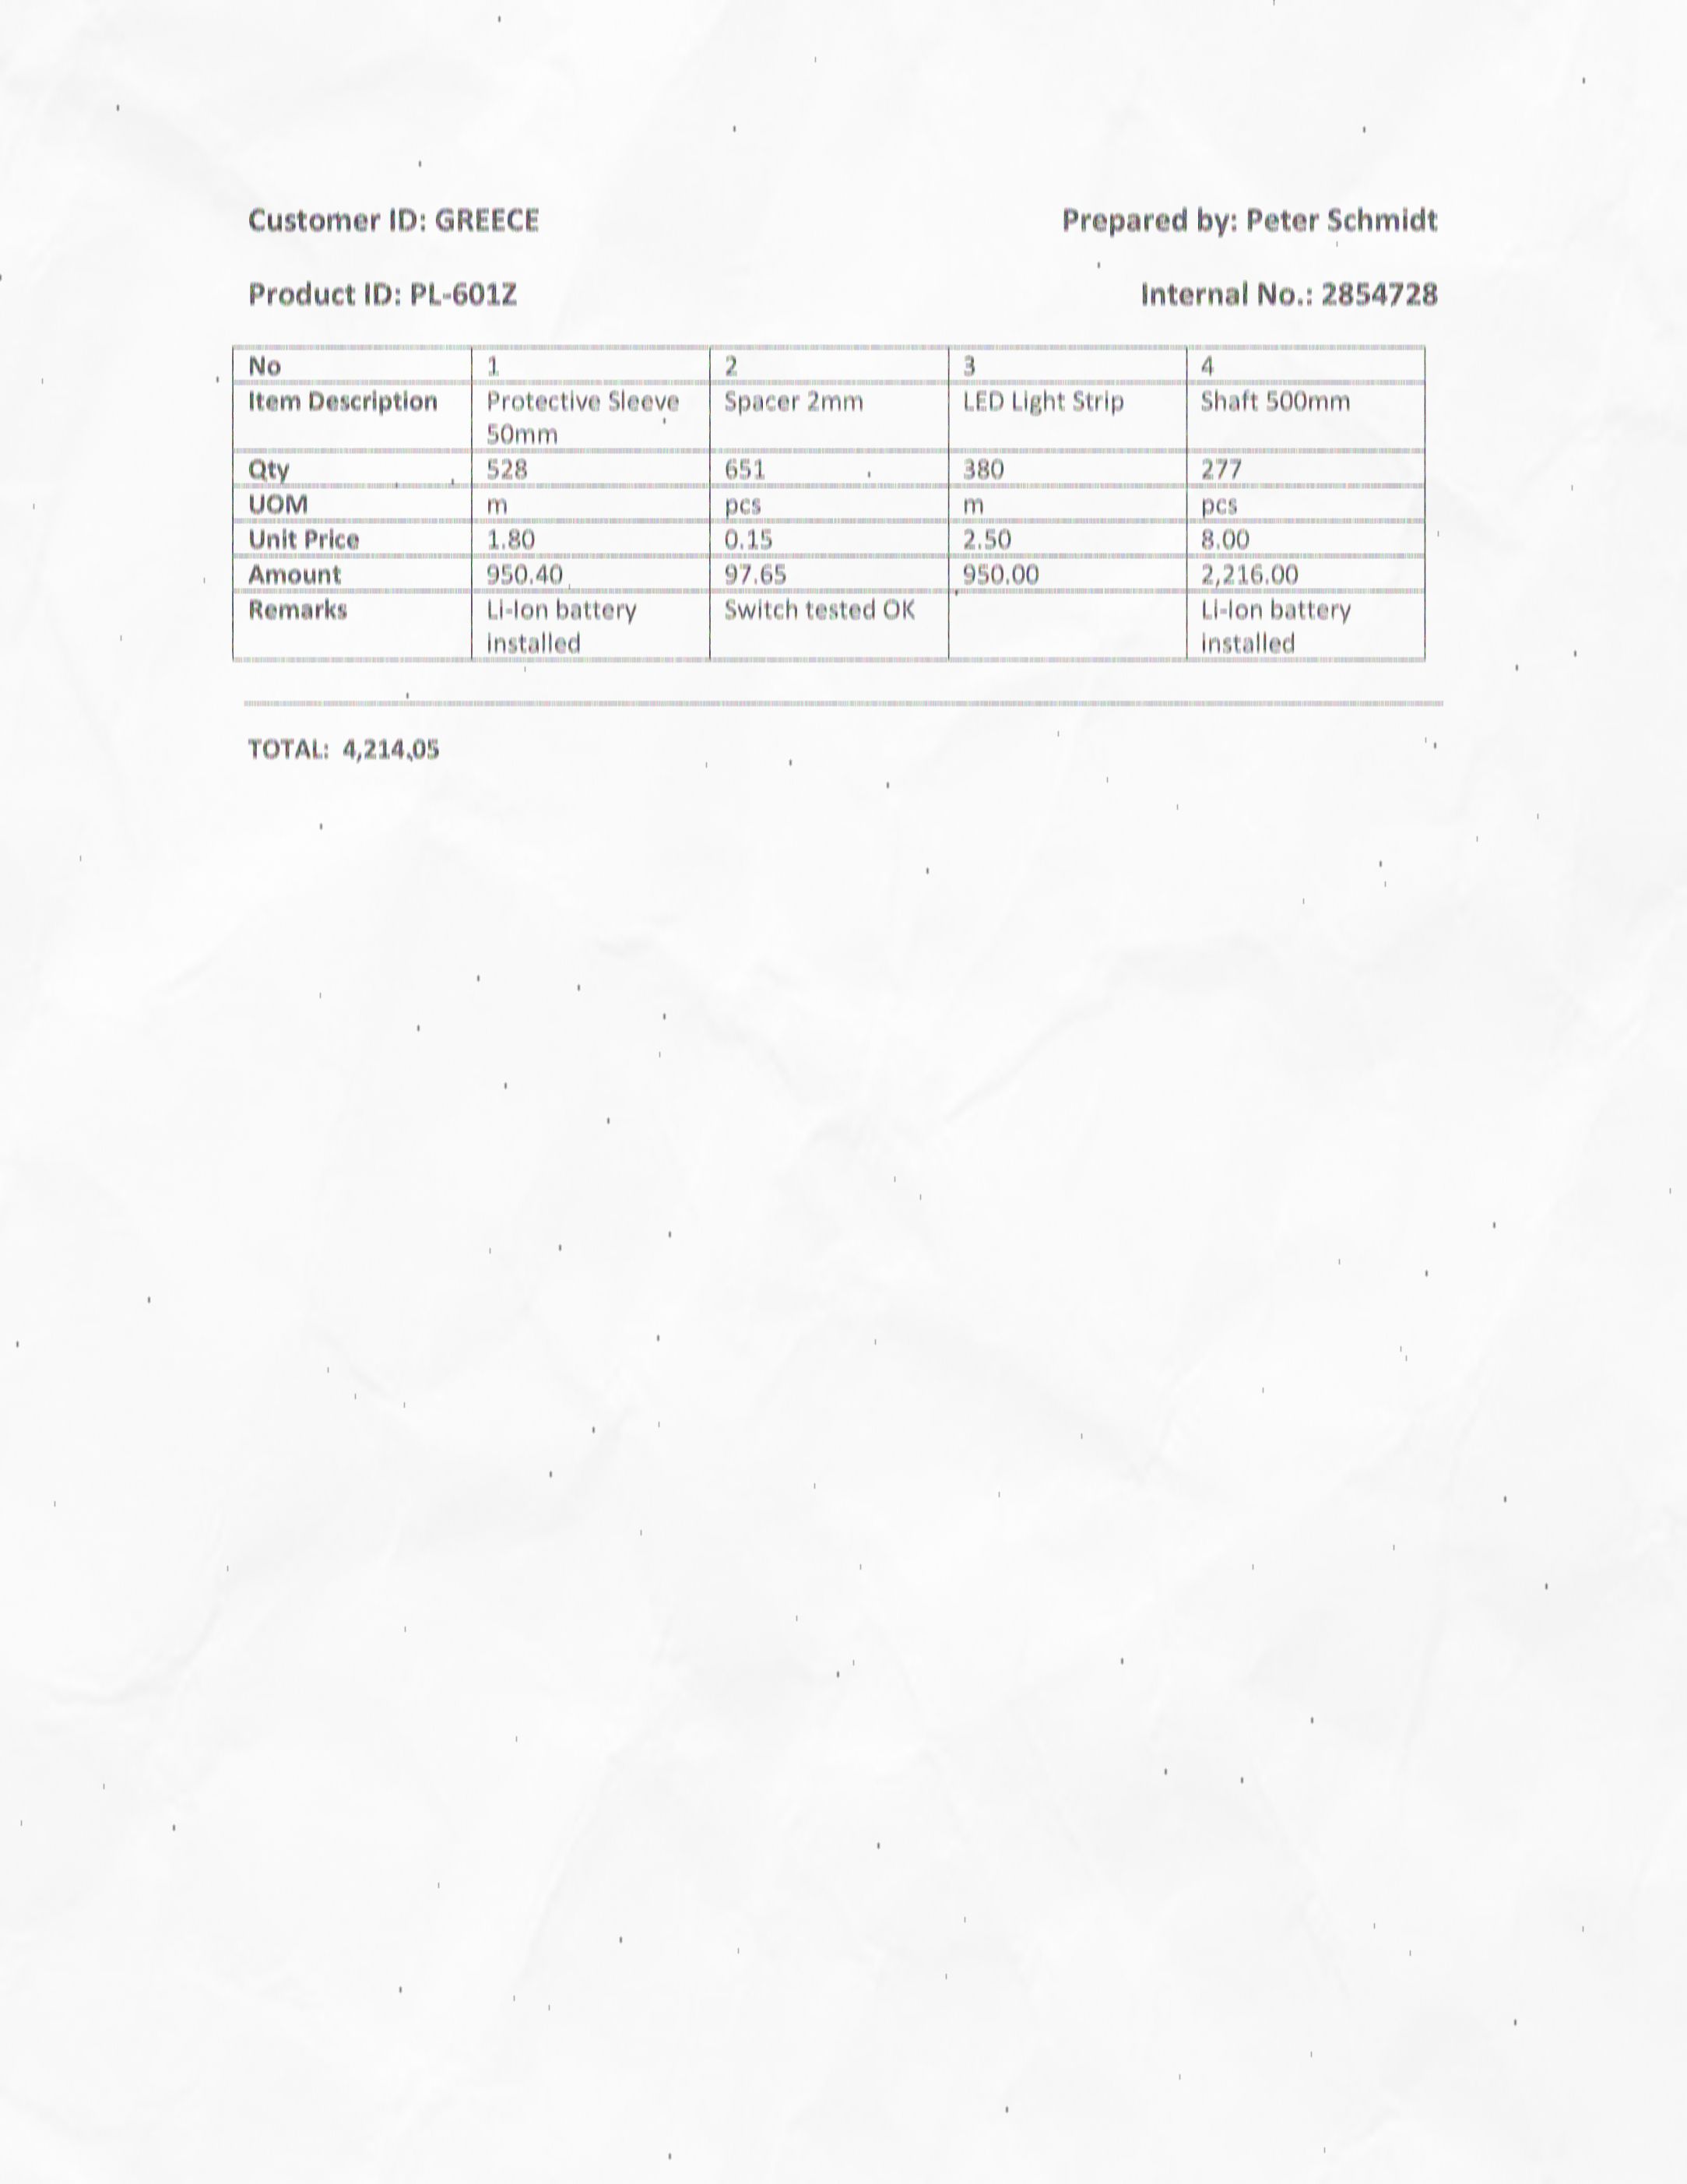 Customer ID: GREECE Prepared by: Peter Schmidt
Product ID: PL-601Z Internal No.: 2854728
No 1 2 3 4
Item Description Protective Sleeve 50mm Spacer 2mm LED Light Strip Shaft 500mm
Qty 528 651 380 277
UOM m pcs m pcs
Unit Price 1.80 0.15 2.50 8.00
Amount 950.40 97.65 950.00 2,216.00
Remarks Li-Ion battery installed Switch tested OK Li-Ion battery installed
TOTAL: 4,214.05